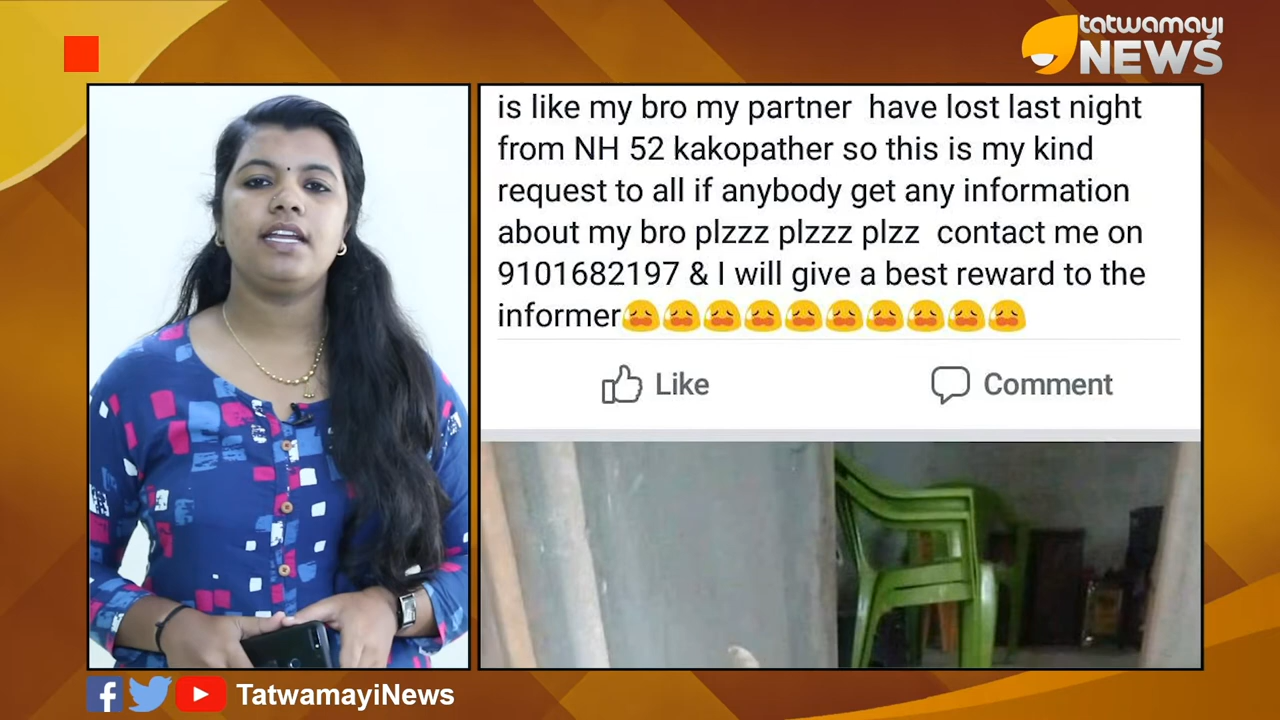 tatwamayi
NEWS
is like my bro my partner have lost last night
from NH 52 kakopather so this is my kind
request to all if anybody get any information
about my bro plzzz plzzz plzz contact me on
9101682197 & I will give a best reward to the
informer😩😩😩😩😩😩😩😩😩😩
Like
Comment
TatwamayiNews